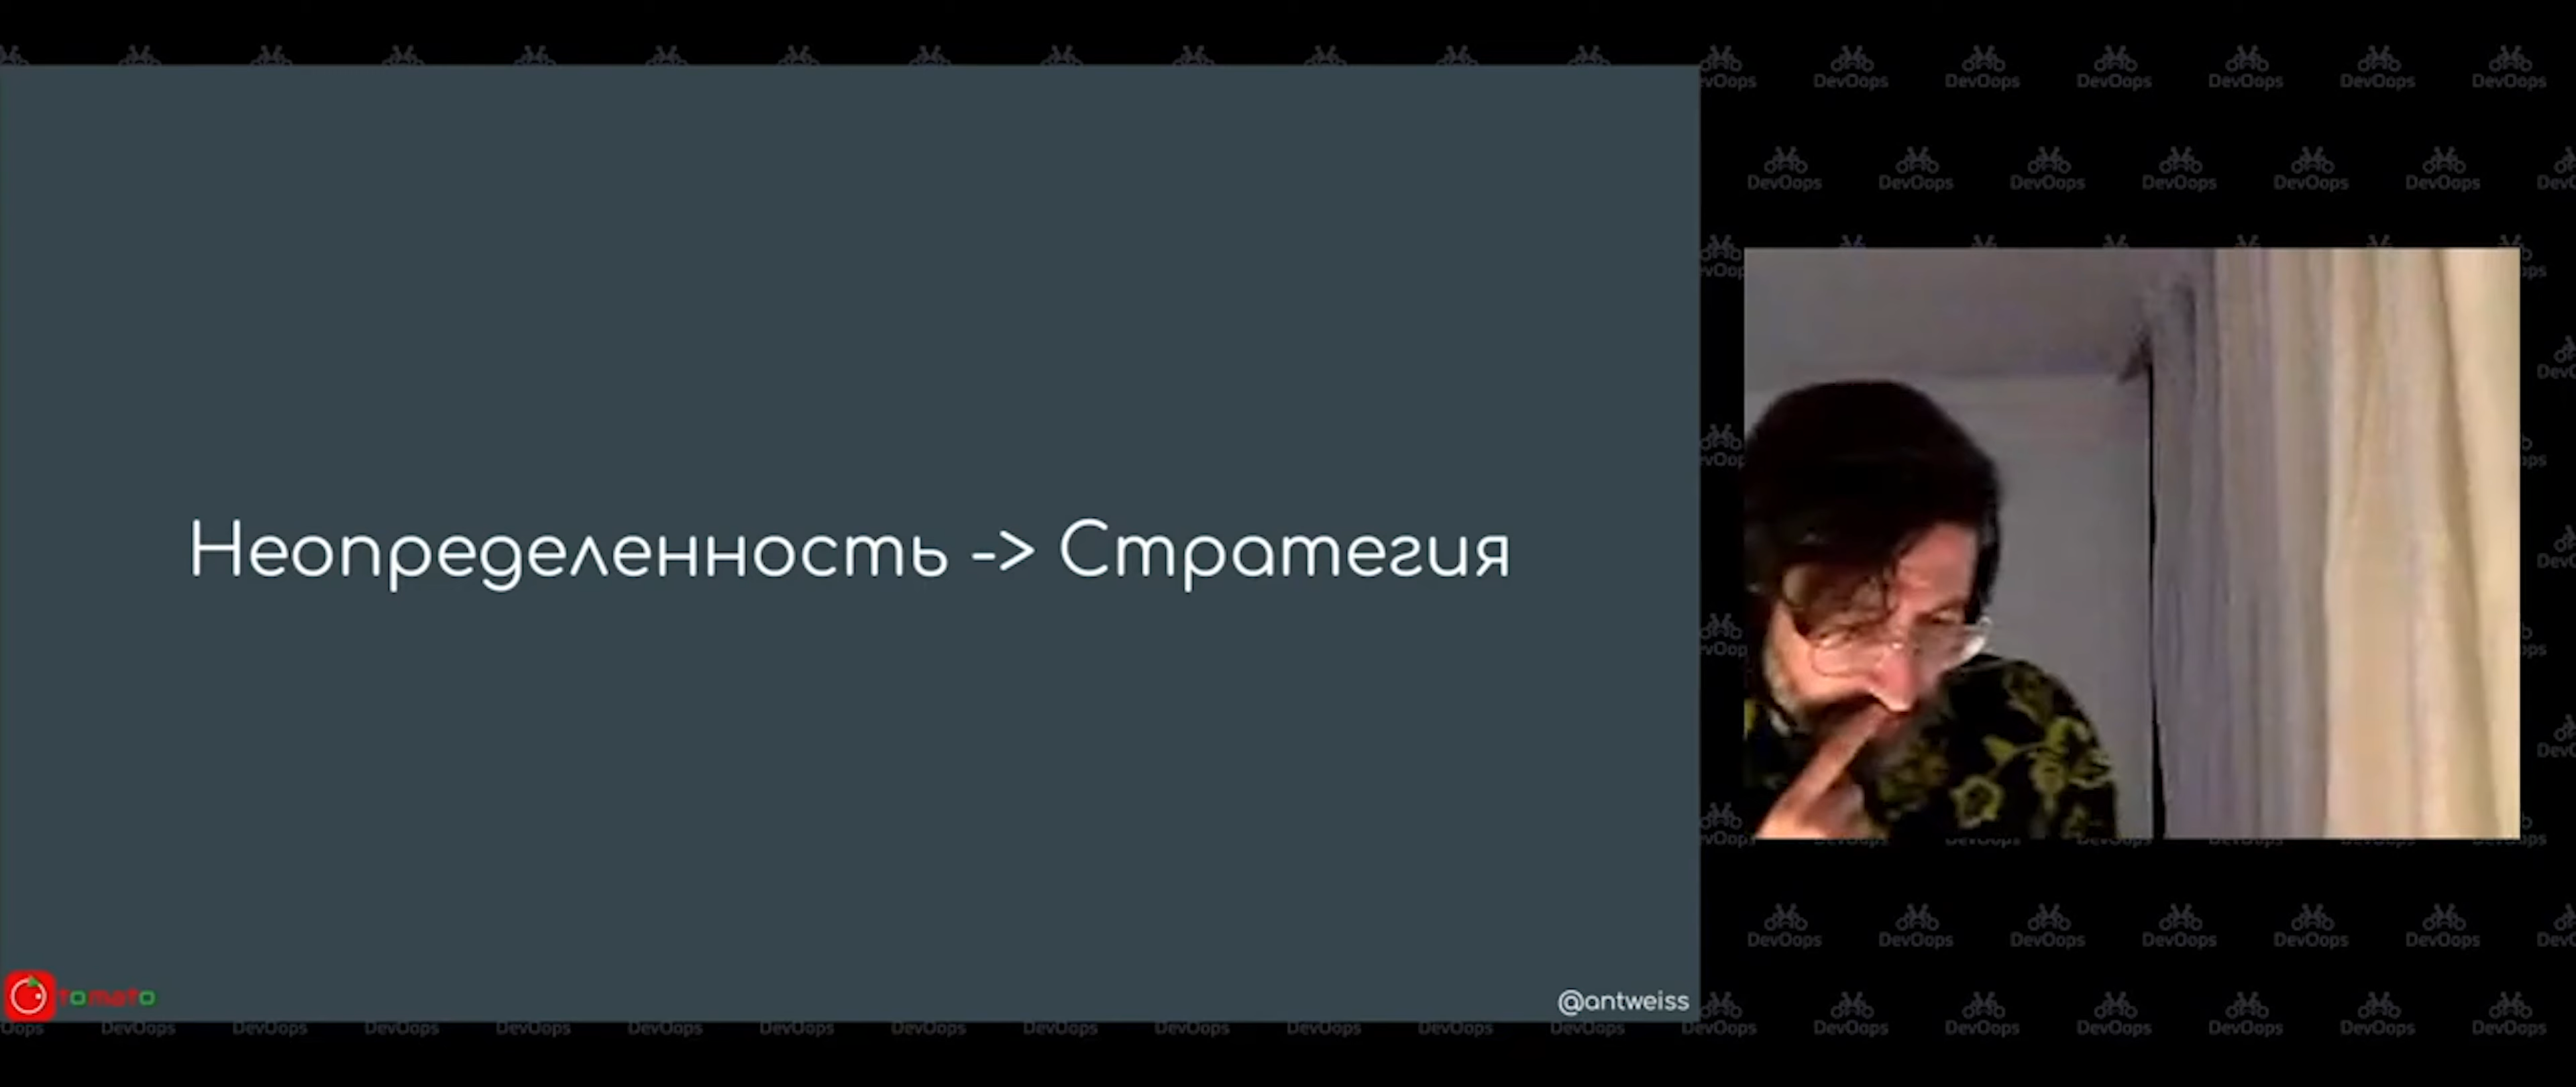 Неопределенность -> Стратегия
tomato
@antweiss
DevOops